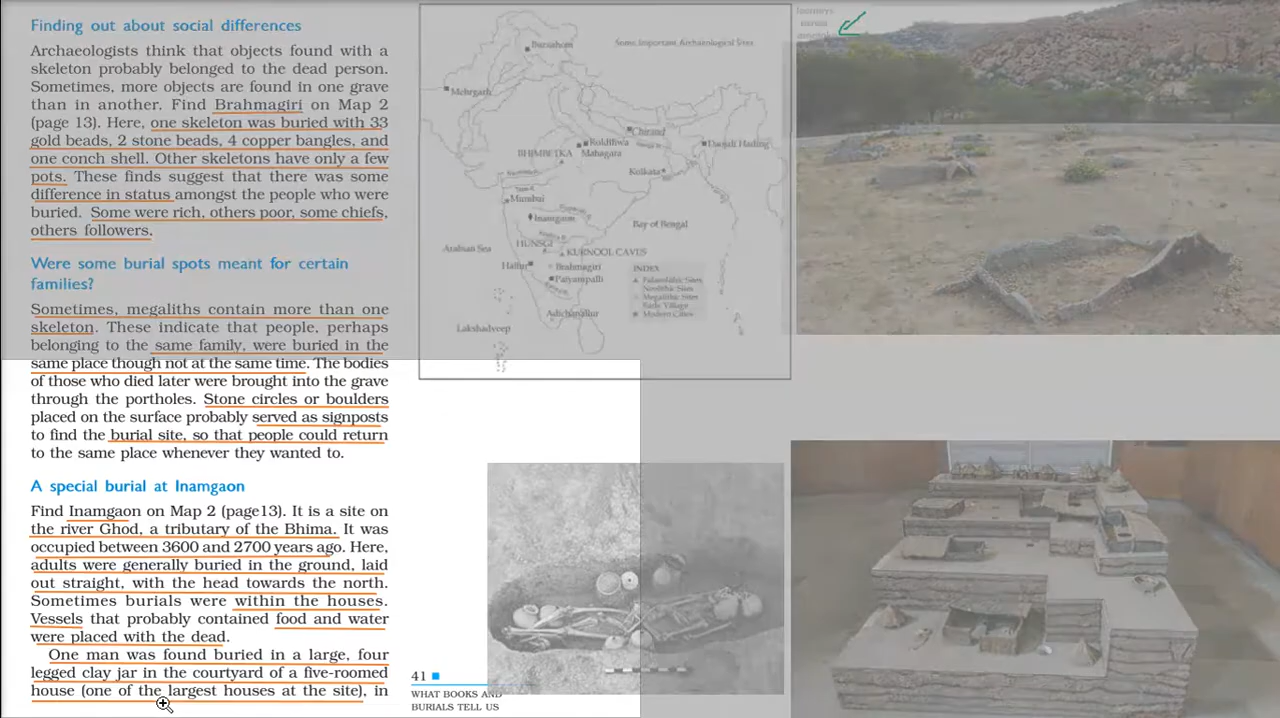 Finding out about social differences
Archaeologists think that objects found with a
skeleton probably belonged to the dead person.
Sometimes, more objects are found in one grave
than in another. Find Brahmagiri on Map 2
(page 13). Here, one skeleton was buried with 33
gold beads, 2 stone beads, 4 copper bangles, and
one conch shell. Other skeletons have only a few
pots. These finds suggest that there was some
difference in status amongst the people who were
buried. Some were rich, others poor, some chiefs,
others followers.
Were some burial spots meant for certain
families?
Sometimes, megaliths contain more than one
skeleton. These indicate that people, perhaps
belonging to the same family, were buried in the
same place though not at the same time. The bodies
of those who died later were brought into the grave
through the portholes. Stone circles or boulders
placed on the surface probably served as signposts
to find the burial site, so that people could return
to the same place whenever they wanted to.
A special burial at Inamgaon
Find Inamgaon on Map 2 (page13). It is a site on
the river Ghod, a tributary of the Bhima. It was
occupied between 3600 and 2700 years ago. Here,
adults were generally buried in the ground, laid
out straight, with the head towards the north.
Sometimes burials were within the houses.
Vessels that probably contained food and water
were placed with the dead.
One man was found buried in a large, four
legged clay jar in the courtyard of a five-roomed
house (one of the largest houses at the site), in
Some Important Archaeological Sites
Burzahom
Mehrgarh
Chirand
Koldihwa
Mahagara
Daojali Hading
BHIMBETKA
Kolkata
Mumbai
Inamgaon
Bay of Bengal
HUNSGI
Arabian Sea
KURNOOL CAVES
Hallur
Brahmagiri
Paiyampalli
INDEX
Palaeolithic Sites
Neolithic Sites
Megalithic Sites
Early Village
Modern Cities
Adichanallur
Lakshadveep
41
WHAT BOOKS AND
BURIALS TELL US